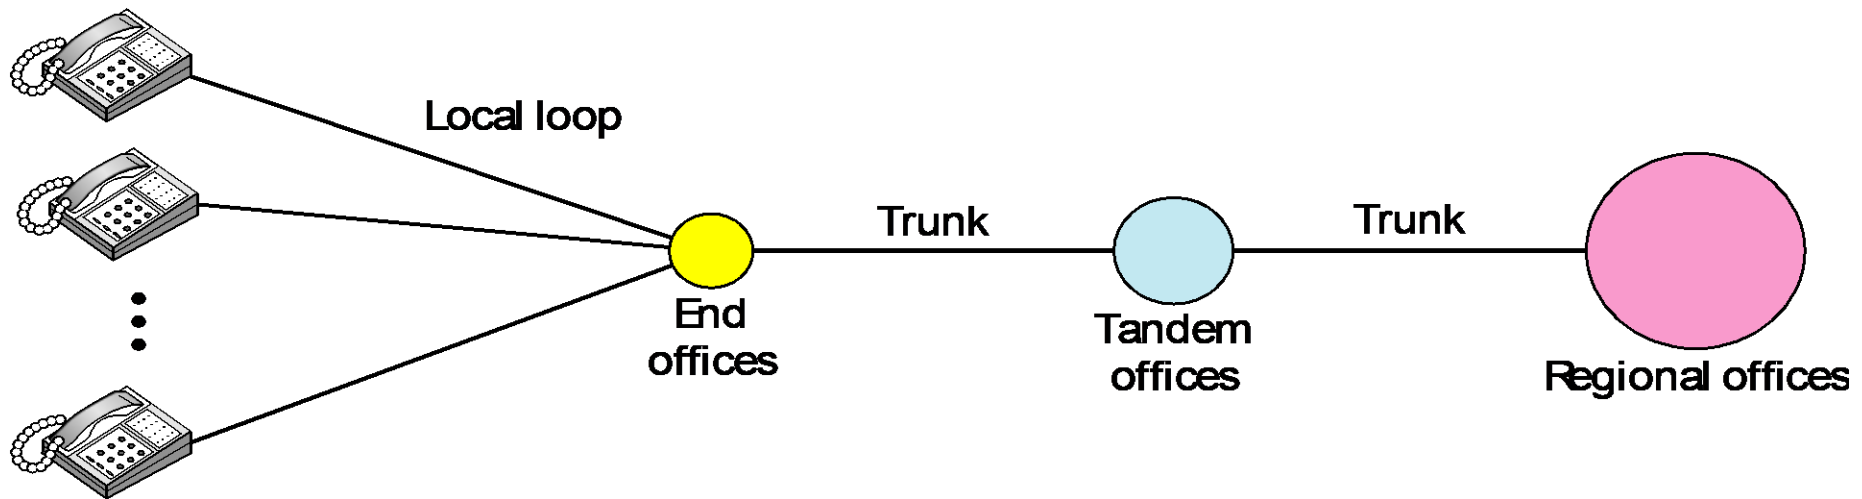 Local loop
Trunk
Trunk
End
offices
Tandem
offices
Regional offices